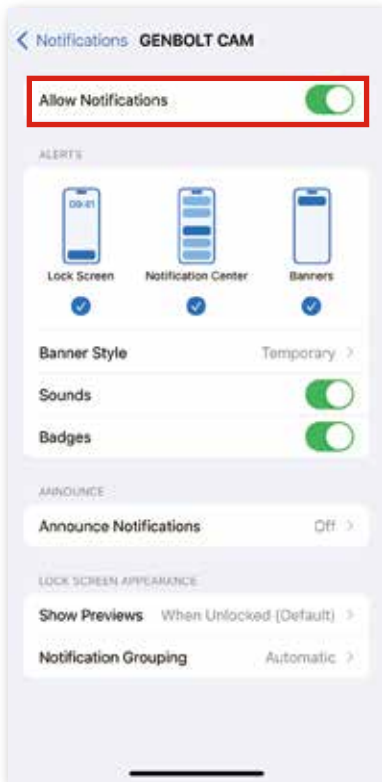 Notifications GENBOLT CAM
Allow Notifications
ALERTS
09:41
Lock Screen Notification Center Banners
Banner Style Temporary
Sounds
Badges
ANNOUNCE
Announce Notifications Off
LOCK SCREEN APPEARANCE
Show Previews When Unlocked (Default)
Notification Grouping Automatic